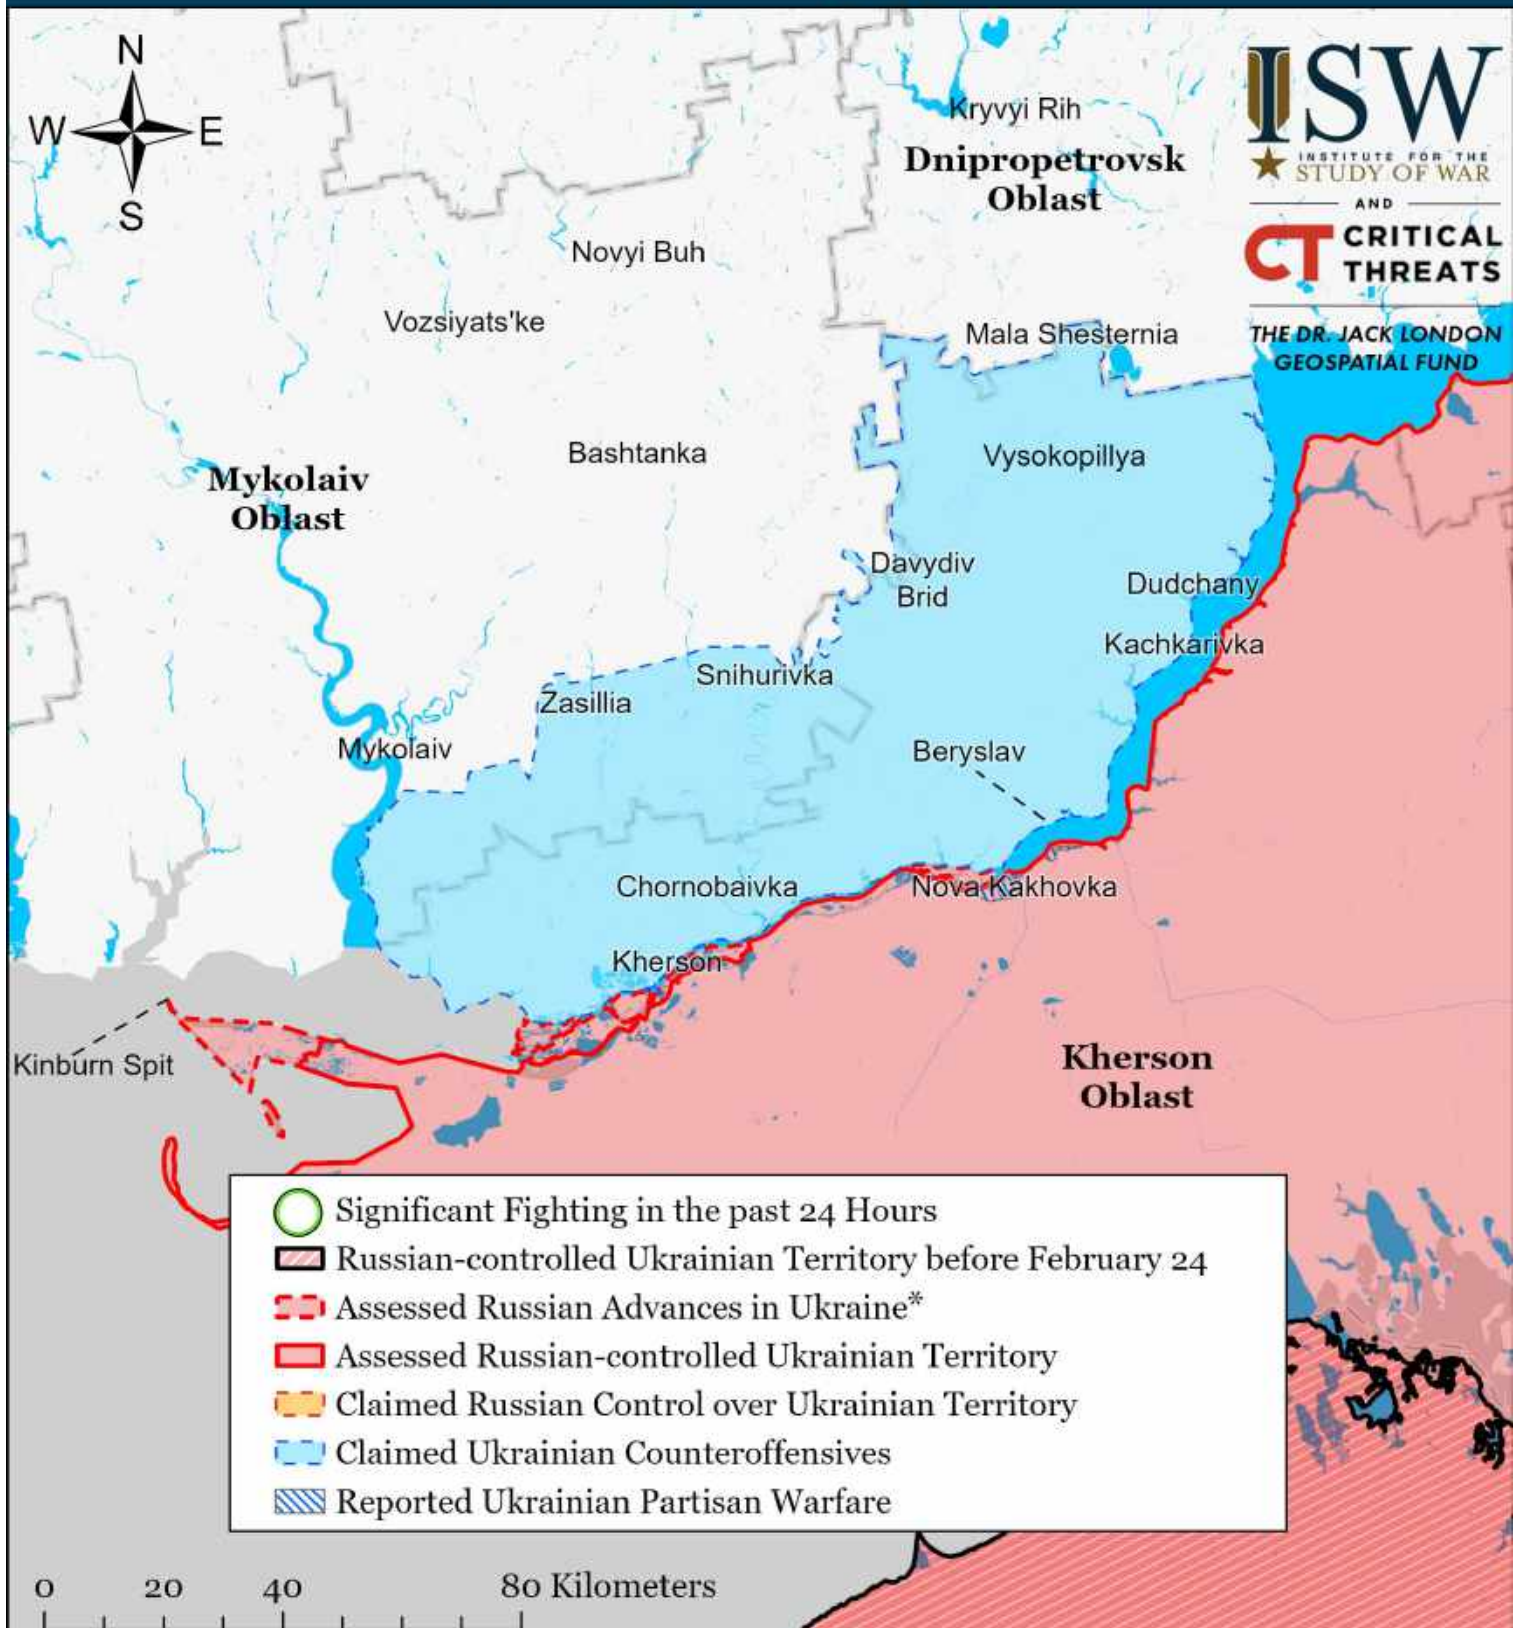 N
W
E
S
ISW
INSTITUTE FOR THE
STUDY OF WAR
AND
CT CRITICAL
THREATS
THE DR. JACK LONDON
GEOSPATIAL FUND
Kryvyi Rih
Dnipropetrovsk
Oblast
Novyi Buh
Vozsiyats'ke
Mala Shesternia
Bashtanka
Vysokopillya
Mykolaiv
Oblast
Davydiv
Brid
Dudchany
Kachkarivka
Snihurivka
Zasillia
Mykolaiv
Beryslav
Chornobaivka
Nova Kakhovka
Kherson
Kinburn Spit
Kherson
Oblast
Significant Fighting in the past 24 Hours
Russian-controlled Ukrainian Territory before February 24
Assessed Russian Advances in Ukraine*
Assessed Russian-controlled Ukrainian Territory
Claimed Russian Control over Ukrainian Territory
Claimed Ukrainian Counteroffensives
Reported Ukrainian Partisan Warfare
0 20 40 80 Kilometers